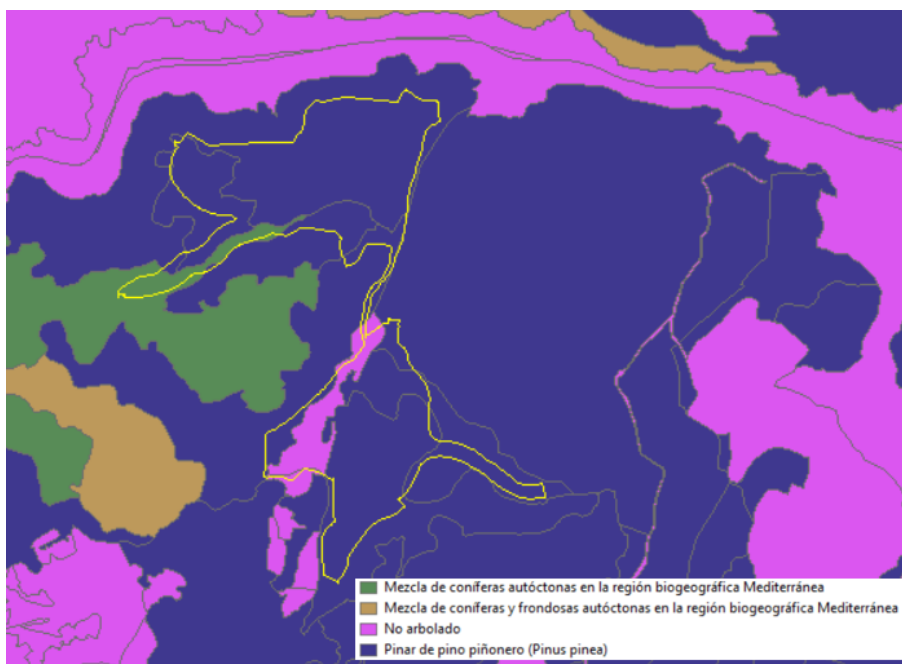 Mezcla de coníferas autóctonas en la región biogeográfica Mediterránea
Mezcla de coníferas y frondosas autóctonas en la región biogeográfica Mediterránea
No arbolado
Pinar de pino piñonero (Pinus pinea)